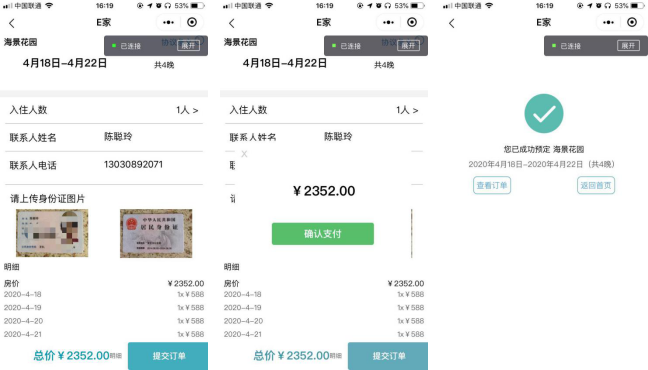 中国联通 16:19 53%
E家
海景花园
已连接 展开
4月18日-4月22日 共4晚
入住人数 1人 >
联系人姓名 陈聪玲
联系人电话 13030892071
请上传身份证图片
中华人民共和国
居民身份证
明细
房价 ¥2352.00
2020-4-18 1x¥588
2020-4-19 1x¥588
2020-4-20 1x¥588
2020-4-21 1x¥588
总价¥2352.00明细 提交订单
中国联通 16:19 53%
E家
海景花园
已连接 展开
4月18日-4月22日 共4晚
入住人数 1人 >
联系人姓名 陈聪玲
X
¥2352.00
确认支付
明细
房价 ¥2352.00
2020-4-18 1x¥588
2020-4-19 1x¥588
2020-4-20 1x¥588
2020-4-21 1x¥588
总价¥2352.00明细 提交订单
中国联通 16:19 53%
E家
已连接 展开
您已成功预定 海景花园
2020年4月18日-2020年4月22日（共4晚）
查看订单 返回首页